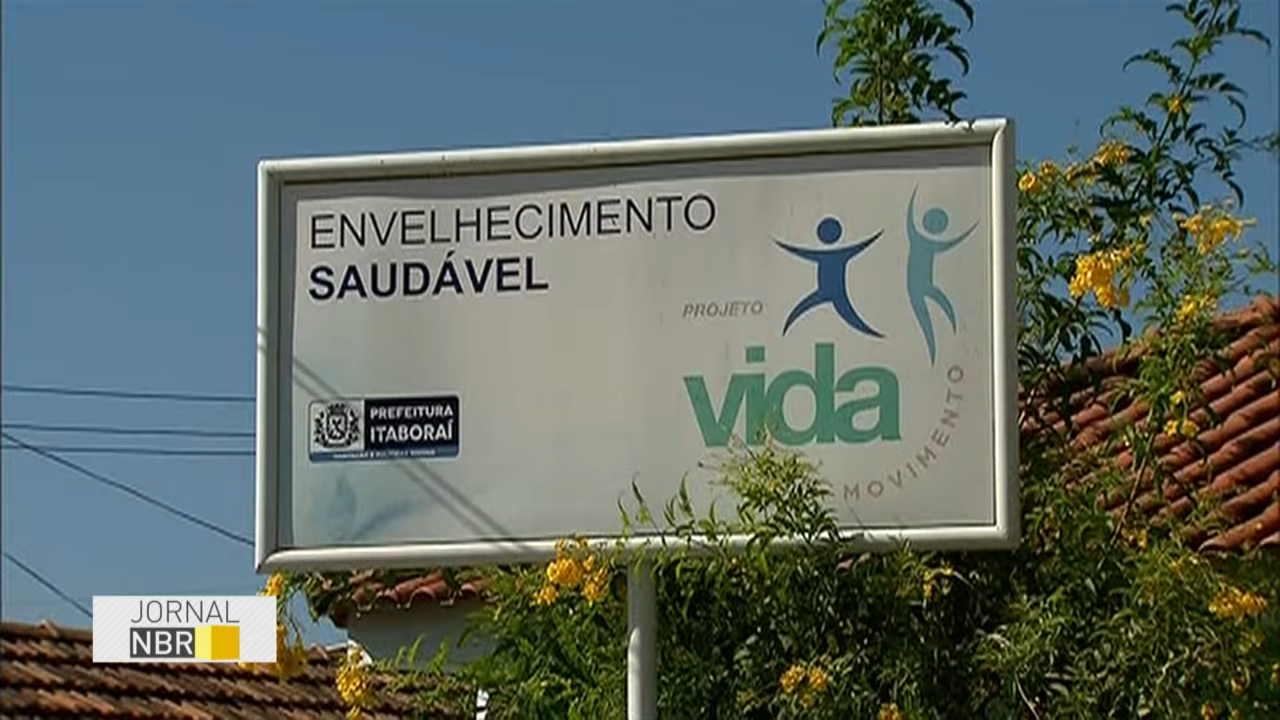 ENVELHECIMENTO
SAUDÁVEL
PROJETO
vida
MOVIMENTO
PREFEITURA
ITABORAÍ
JORNAL
NBR